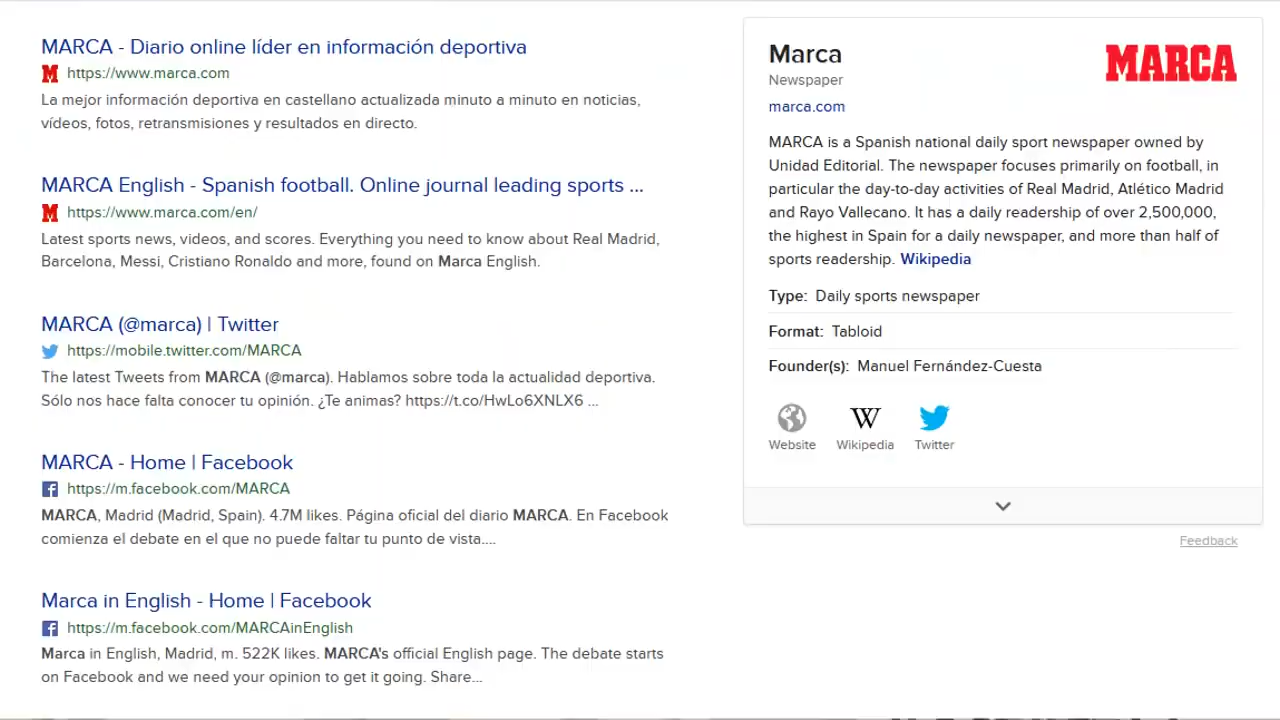 MARCA - Diario online líder en información deportiva
https://www.marca.com
La mejor información deportiva en castellano actualizada minuto a minuto en noticias,
vídeos, fotos, retransmisiones y resultados en directo.
MARCA English - Spanish football. Online journal leading sports ...
https://www.marca.com/en/
Latest sports news, videos, and scores. Everything you need to know about Real Madrid,
Barcelona, Messi, Cristiano Ronaldo and more, found on Marca English.
MARCA (@marca) | Twitter
https://mobile.twitter.com/MARCA
The latest Tweets from MARCA (@marca). Hablamos sobre toda la actualidad deportiva.
Sólo nos hace falta conocer tu opinión. ¿Te animas? https://t.co/HwLo6XNLX6 ...
MARCA - Home | Facebook
https://m.facebook.com/MARCA
MARCA, Madrid (Madrid, Spain). 4.7M likes. Página oficial del diario MARCA. En Facebook
comienza el debate en el que no puede faltar tu punto de vista....
Marca in English - Home | Facebook
https://m.facebook.com/MARCAinEnglish
Marca in English, Madrid, m. 522K likes. MARCA's official English page. The debate starts
on Facebook and we need your opinion to get it going. Share...
Marca
MARCA
Newspaper
marca.com
MARCA is a Spanish national daily sport newspaper owned by
Unidad Editorial. The newspaper focuses primarily on football, in
particular the day-to-day activities of Real Madrid, Atlético Madrid
and Rayo Vallecano. It has a daily readership of over 2,500,000,
the highest in Spain for a daily newspaper, and more than half of
sports readership. Wikipedia
Type: Daily sports newspaper
Format: Tabloid
Founder(s): Manuel Fernández-Cuesta
W
Website Wikipedia Twitter
Feedback